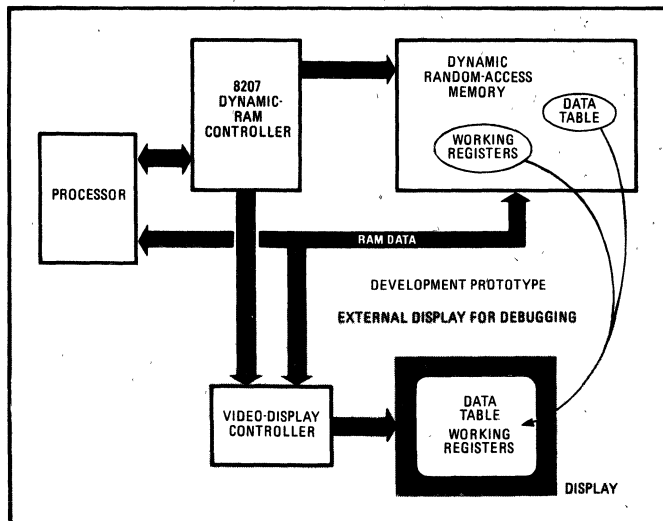 8207
DYNAMIC-
RAM
CONTROLLER
DYNAMIC
RANDOM-ACCESS
MEMORY
DATA
TABLE
WORKING
REGISTERS
PROCESSOR
RAM DATA
DEVELOPMENT PROTOTYPE
EXTERNAL DISPLAY FOR DEBUGGING
VIDEO-DISPLAY
CONTROLLER
DATA
TABLE
WORKING
REGISTERS
DISPLAY